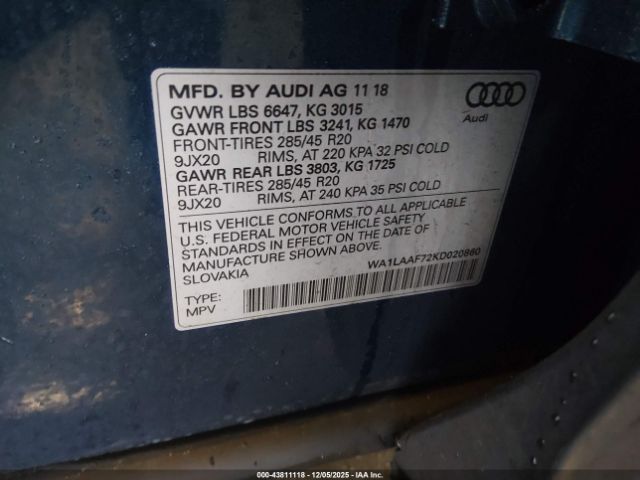 MFD. BY AUDI AG 11 18
GVWR LBS 6647, KG 3015
GAWR FRONT LBS 3241, KG 1470
FRONT-TIRES 285/45 R20
9JX20 RIMS, AT 220 KPA 32 PSI COLD
GAWR REAR LBS 3803, KG 1725
REAR-TIRES 285/45 R20
9JX20 RIMS, AT 240 KPA 35 PSI COLD
Audi
THIS VEHICLE CONFORMS TO ALL APPLICABLE
U.S. FEDERAL MOTOR VEHICLE SAFETY
STANDARDS IN EFFECT ON THE DATE OF
MANUFACTURE SHOWN ABOVE.
SLOVAKIA
WA1LAAF72KD020860
TYPE:
MPV
000-43811118 - 12/05/2025 - IAA Inc.